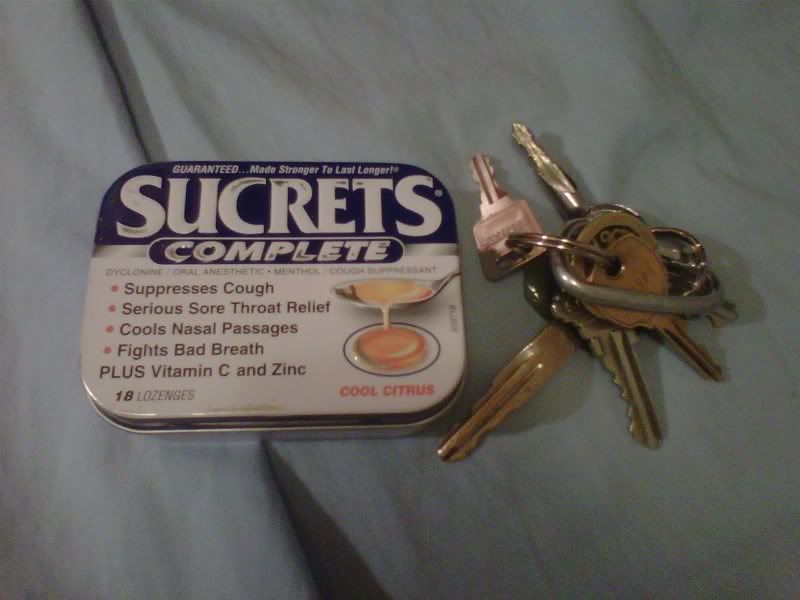 GUARANTEED...Made Stronger To Last Longer!®
SUCRETS®
COMPLETE
DYCLONINE / ORAL ANESTHETIC • MENTHOL / COUGH SUPPRESSANT
• Suppresses Cough
• Serious Sore Throat Relief
• Cools Nasal Passages
• Fights Bad Breath
PLUS Vitamin C and Zinc
18 LOZENGES
COOL CITRUS